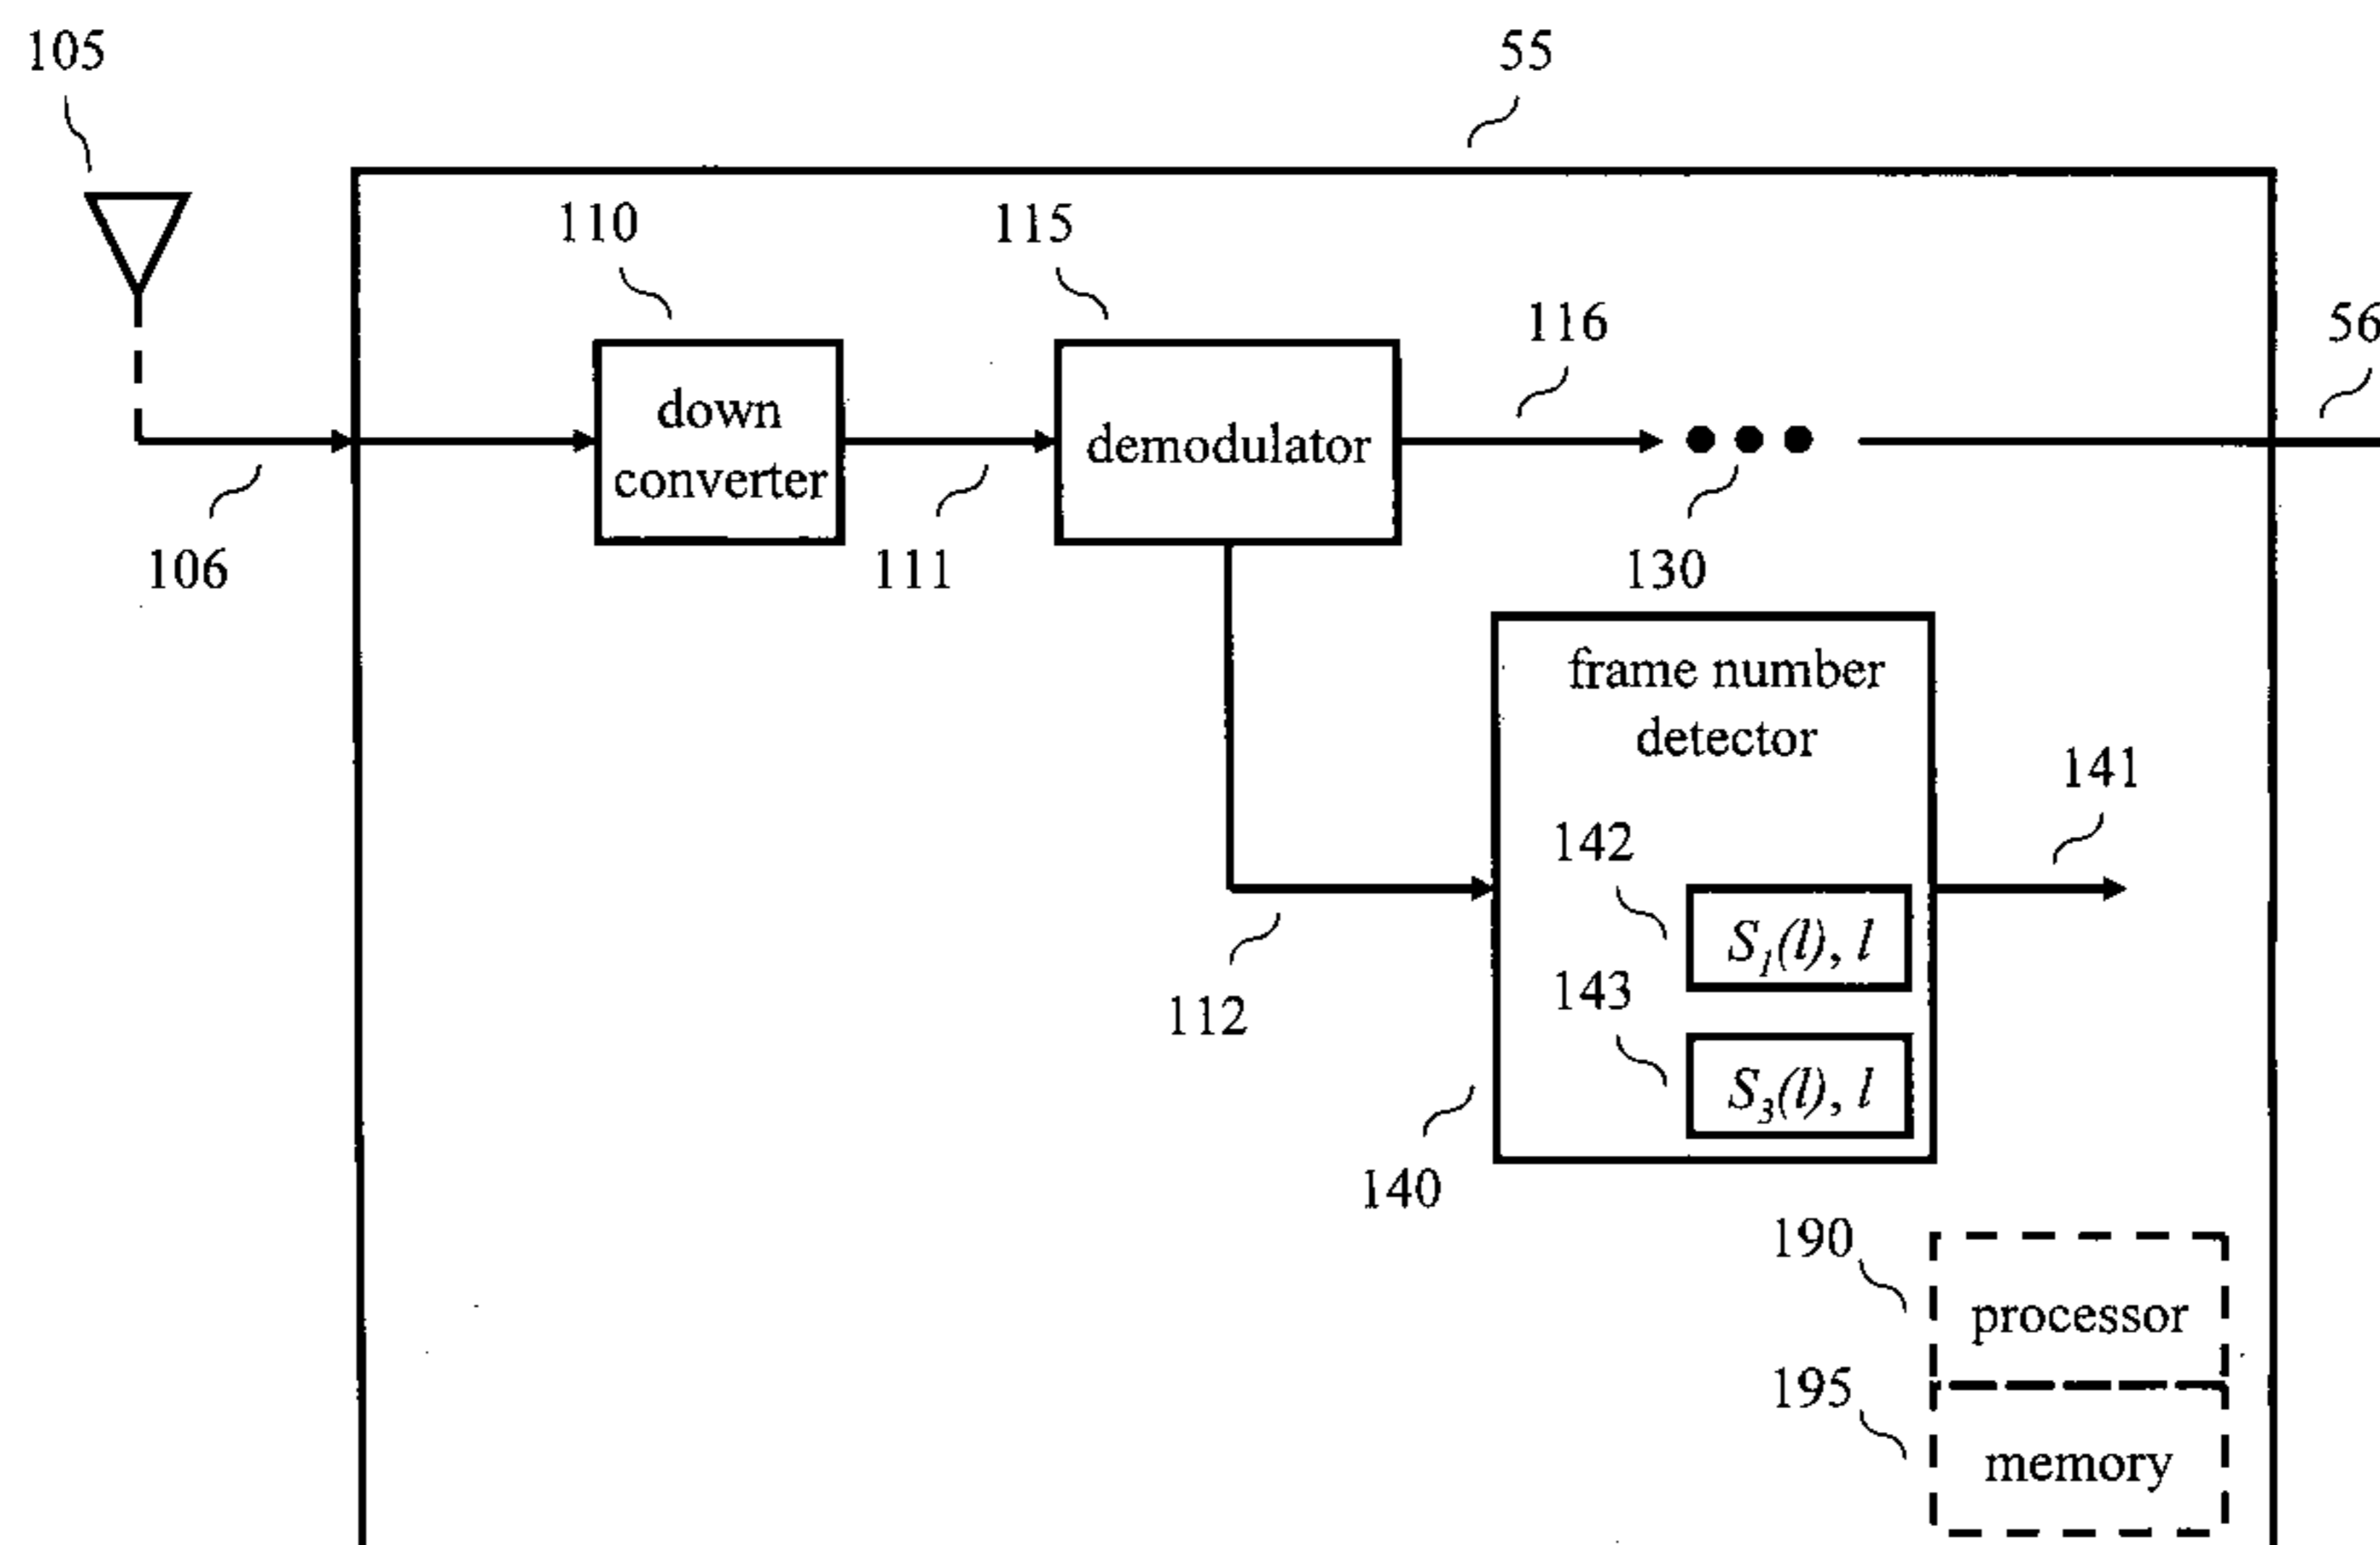 105
55
110
115
116
56
down
converter
demodulator
106
111
130
frame number
detector
141
142
S₁(l), l
143
S₃(l), l
112
140
190
processor
195
memory